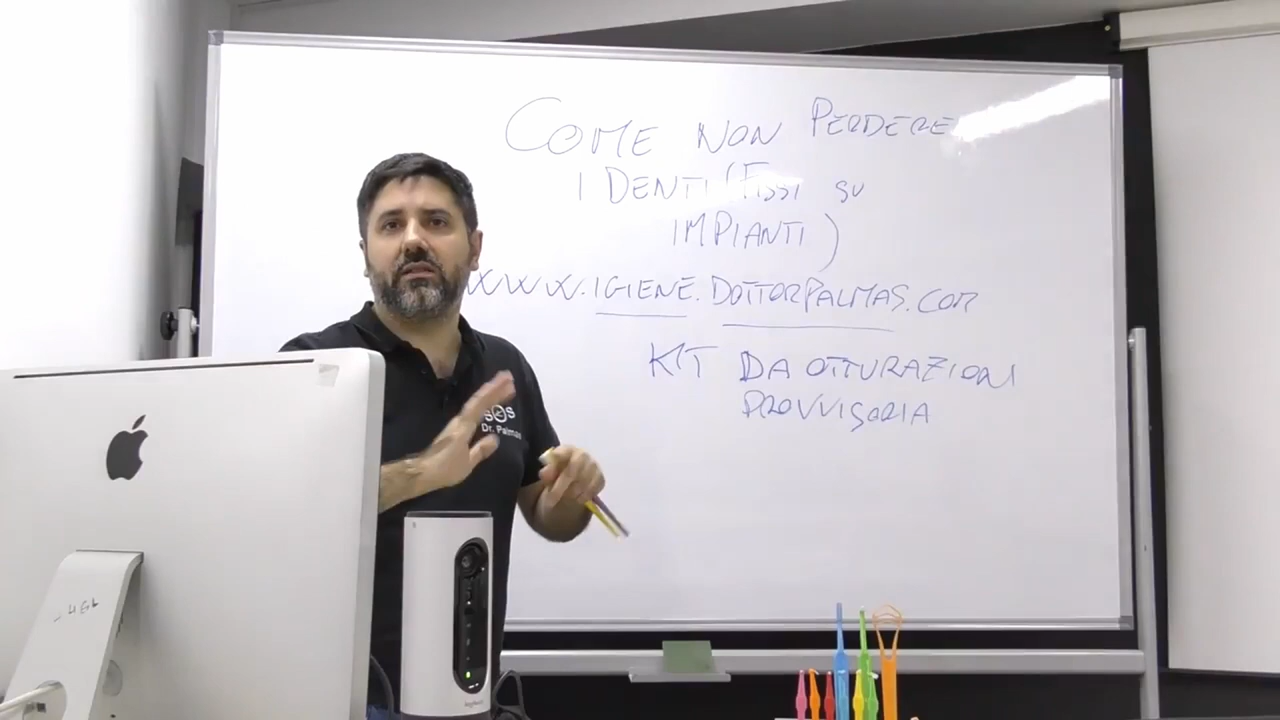 COME NON PERDERE
I DENTI (FISSI SU
IMPIANTI)
WWW.IGIENE.DOTTORPALMAS.COM
KIT DA OTTURAZIONI
PROVVISORIA
SOS
Dr. Palmas